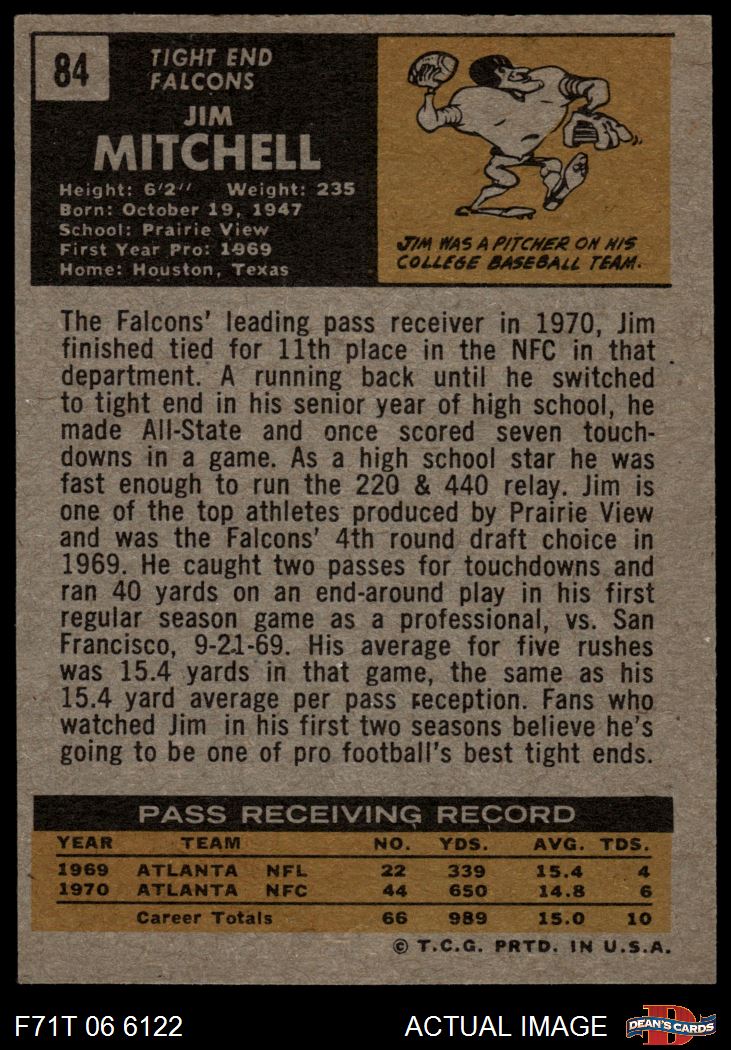 84
TIGHT END
FALCONS
JIM
MITCHELL
Height: 6'2" Weight: 235
Born: October 19, 1947
School: Prairie View
First Year Pro: 1969
Home: Houston, Texas
JIM WAS A PITCHER ON HIS
COLLEGE BASEBALL TEAM.
The Falcons' leading pass receiver in 1970, Jim
finished tied for 11th place in the NFC in that
department. A running back until he switched
to tight end in his senior year of high school, he
made All-State and once scored seven touch-
downs in a game. As a high school star he was
fast enough to run the 220 & 440 relay. Jim is
one of the top athletes produced by Prairie View
and was the Falcons' 4th round draft choice in
1969. He caught two passes for touchdowns and
ran 40 yards on an end-around play in his first
regular season game as a professional, vs. San
Francisco, 9-21-69. His average for five rushes
was 15.4 yards in that game, the same as his
15.4 yard average per pass reception. Fans who
watched Jim in his first two seasons believe he's
going to be one of pro football's best tight ends.
PASS RECEIVING RECORD
YEAR TEAM NO. YDS. AVG. TDS.
1969 ATLANTA NFL 22 339 15.4 4
1970 ATLANTA NFC 44 650 14.8 6
Career Totals 66 989 15.0 10
© T.C.G. PRTD. IN U.S.A.
F71T 06 6122 ACTUAL IMAGE
DEAN'S CARDS